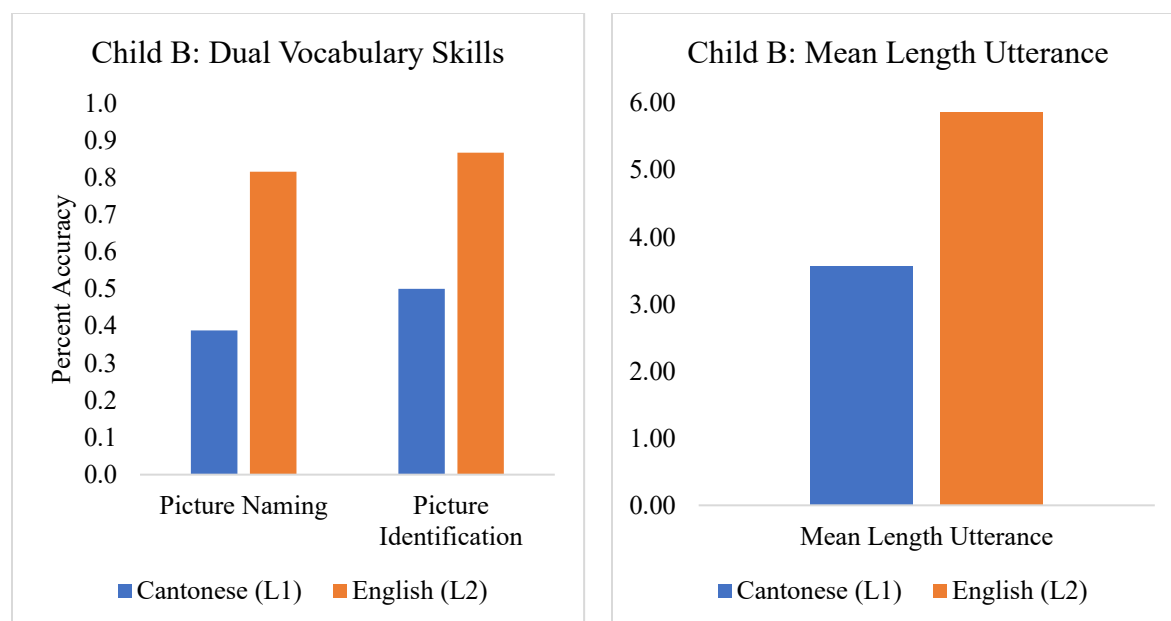 Child B: Dual Vocabulary Skills
Percent Accuracy
1.0
0.9
0.8
0.7
0.6
0.5
0.4
0.3
0.2
0.1
0.0
Picture Naming
Picture
Identification
Cantonese (L1)
English (L2)
Child B: Mean Length Utterance
6.00
5.00
4.00
3.00
2.00
1.00
0.00
Mean Length Utterance
Cantonese (L1)
English (L2)